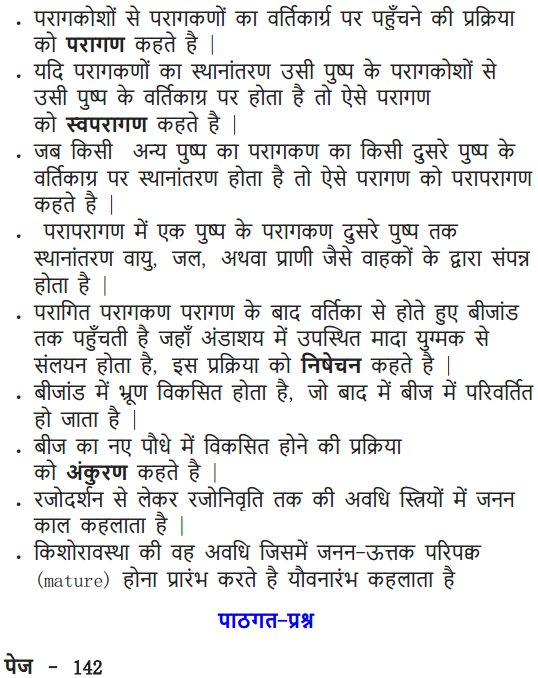 . परागकोशों से परागकणों का वर्तिकार्ग्र पर पहुँचने की प्रक्रिया
को परागण कहते है |
. यदि परागकणों का स्थानांतरण उसी पुष्प के परागकोशों से
उसी पुष्प के वर्तिकाग्र पर होता है तो ऐसे परागण
को स्वपरागण कहते है |
. जब किसी अन्य पुष्प का परागकण का किसी दुसरे पुष्प के
वर्तिकाग्र पर स्थानांतरण होता है तो ऐसे परागण को परापरागण
कहते है |
. परापरागण में एक पुष्प के परागकण दुसरे पुष्प तक
स्थानांतरण वायु, जल, अथवा प्राणी जैसे वाहकों के द्वारा संपन्न
होता है |
. परागित परागकण परागण के बाद वर्तिका से होते हुए बीजांड
तक पहुँचती है जहाँ अंडाशय में उपस्थित मादा युग्मक से
संलयन होता है, इस प्रक्रिया को निषेचन कहते है |
. बीजांड में भ्रूण विकसित होता है, जो बाद में बीज में परिवर्तित
हो जाता है |
. बीज का नए पौधे में विकसित होने की प्रक्रिया
को अंकुरण कहते है |
. रजोदर्शन से लेकर रजोनिवृति तक की अवधि स्त्रियों में जनन
काल कहलाता है |
. किशोरावस्था की वह अवधि जिसमें जनन-ऊत्तक परिपक्व
(mature) होना प्रारंभ करते है यौवनारंभ कहलाता है
पाठगत-प्रश्न
पेज - 142